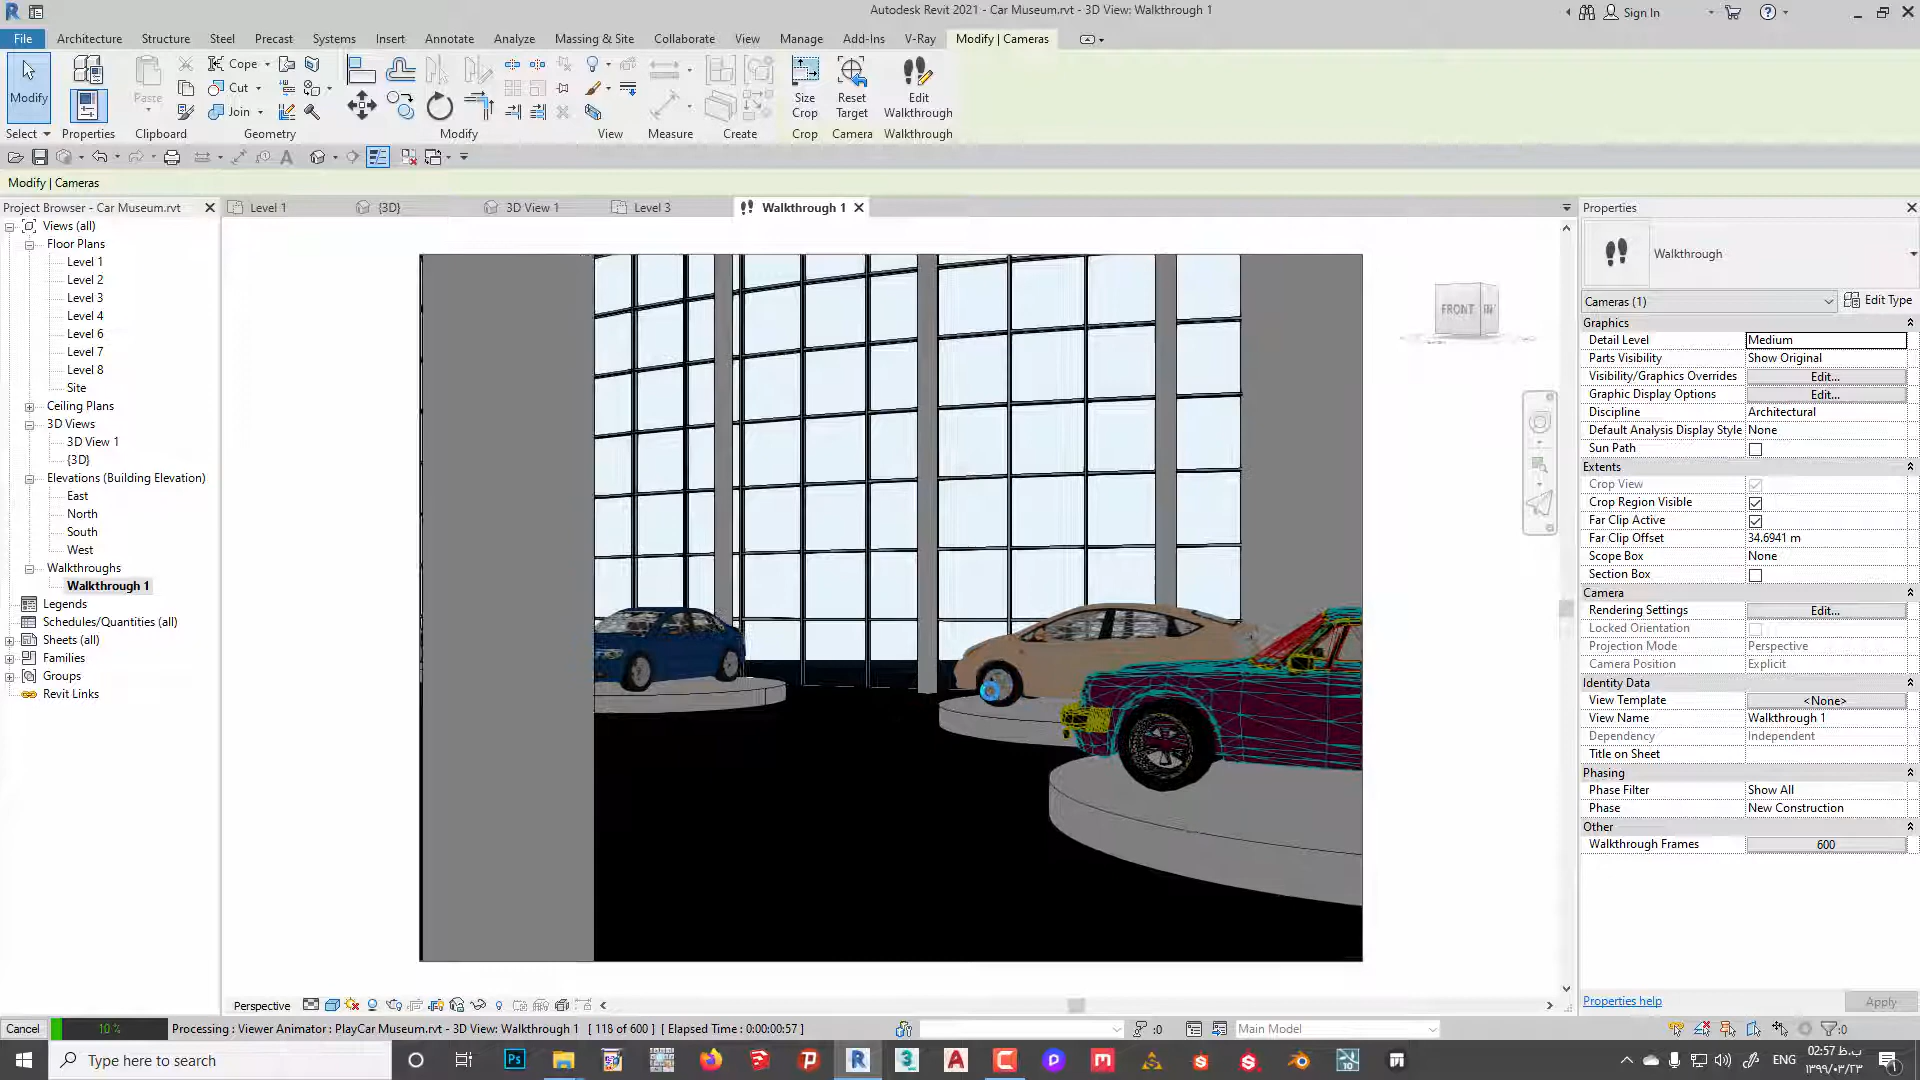 Autodesk Revit 2021 - Car Museum.rvt - 3D View: Walkthrough 1
Sign In
File Architecture Structure Steel Precast Systems Insert Annotate Analyze Massing & Site Collaborate View Manage Add-Ins V-Ray Modify | Cameras
Modify
Paste
Cope
Cut
Join
Size Crop
Reset Target
Edit Walkthrough
Select Properties Clipboard Geometry Modify View Measure Create Crop Camera Walkthrough
Modify | Cameras
Project Browser - Car Museum.rvt
Level 1 {3D} 3D View 1 Level 3 Walkthrough 1
Views (all)
Floor Plans
Level 1
Level 2
Level 3
Level 4
Level 6
Level 7
Level 8
Site
Ceiling Plans
3D Views
3D View 1
{3D}
Elevations (Building Elevation)
East
North
South
West
Walkthroughs
Walkthrough 1
Legends
Schedules/Quantities (all)
Sheets (all)
Families
Groups
Revit Links
FRONT
Properties
Walkthrough
Cameras (1) Edit Type
Graphics
Detail Level Medium
Parts Visibility Show Original
Visibility/Graphics Overrides Edit...
Graphic Display Options Edit...
Discipline Architectural
Default Analysis Display Style None
Sun Path
Extents
Crop View
Crop Region Visible
Far Clip Active
Far Clip Offset 34.6941 m
Scope Box None
Section Box
Camera
Rendering Settings Edit...
Locked Orientation
Projection Mode Perspective
Camera Position Explicit
Identity Data
View Template <None>
View Name Walkthrough 1
Dependency Independent
Title on Sheet
Phasing
Phase Filter Show All
Phase New Construction
Other
Walkthrough Frames 600
Properties help Apply
Perspective
Cancel 10 % Processing : Viewer Animator : PlayCar Museum.rvt - 3D View: Walkthrough 1 [ 118 of 600 ] [ Elapsed Time : 0:00:00:57 ] :0 Main Model :0
Type here to search
ENG
02:57 ب.ظ
۱۳۹۹/۰۳/۲۳